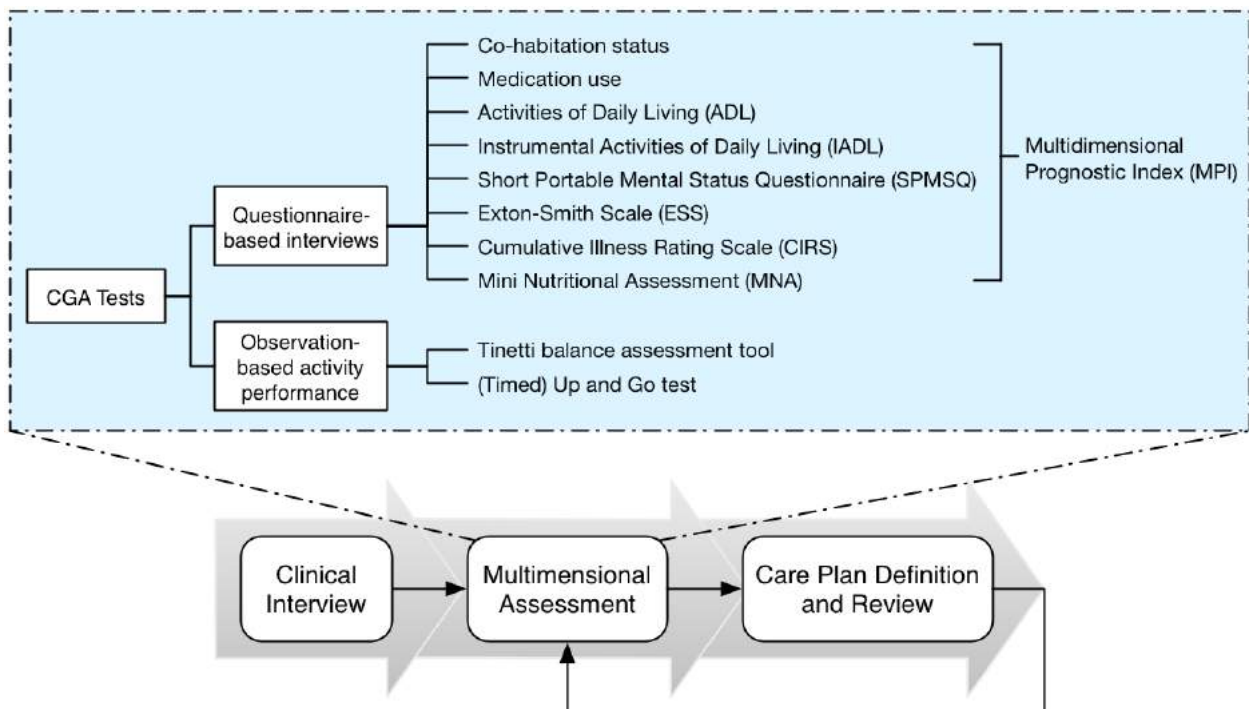 Co-habitation status
Medication use
Activities of Daily Living (ADL)
Instrumental Activities of Daily Living (IADL)
Short Portable Mental Status Questionnaire (SPMSQ)
Exton-Smith Scale (ESS)
Cumulative Illness Rating Scale (CIRS)
Mini Nutritional Assessment (MNA)
Multidimensional
Prognostic Index (MPI)
Questionnaire-
based interviews
CGA Tests
Observation-
based activity
performance
Tinetti balance assessment tool
(Timed) Up and Go test
Clinical
Interview
Multimensional
Assessment
Care Plan Definition
and Review